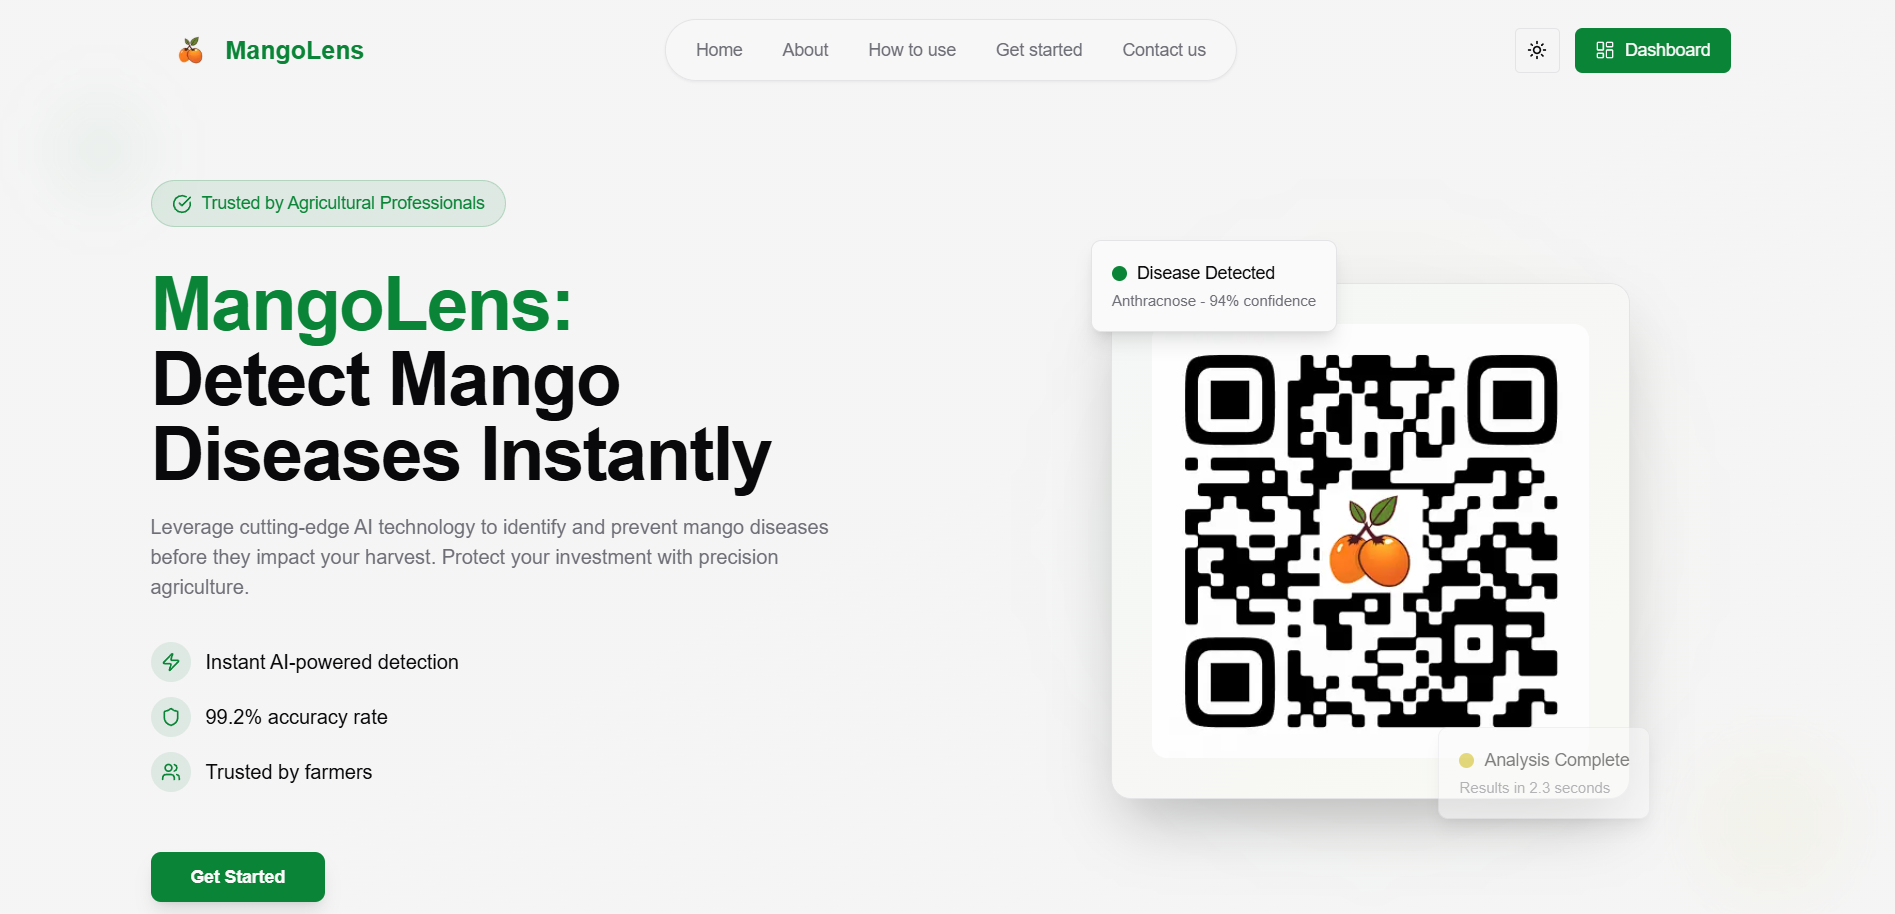 MangoLens
Home
About
How to use
Get started
Contact us
Dashboard
Trusted by Agricultural Professionals
MangoLens:
Detect Mango
Diseases Instantly
Leverage cutting-edge AI technology to identify and prevent mango diseases
before they impact your harvest. Protect your investment with precision
agriculture.
Instant AI-powered detection
99.2% accuracy rate
Trusted by farmers
Get Started
Disease Detected
Anthracnose - 94% confidence
Analysis Complete
Results in 2.3 seconds